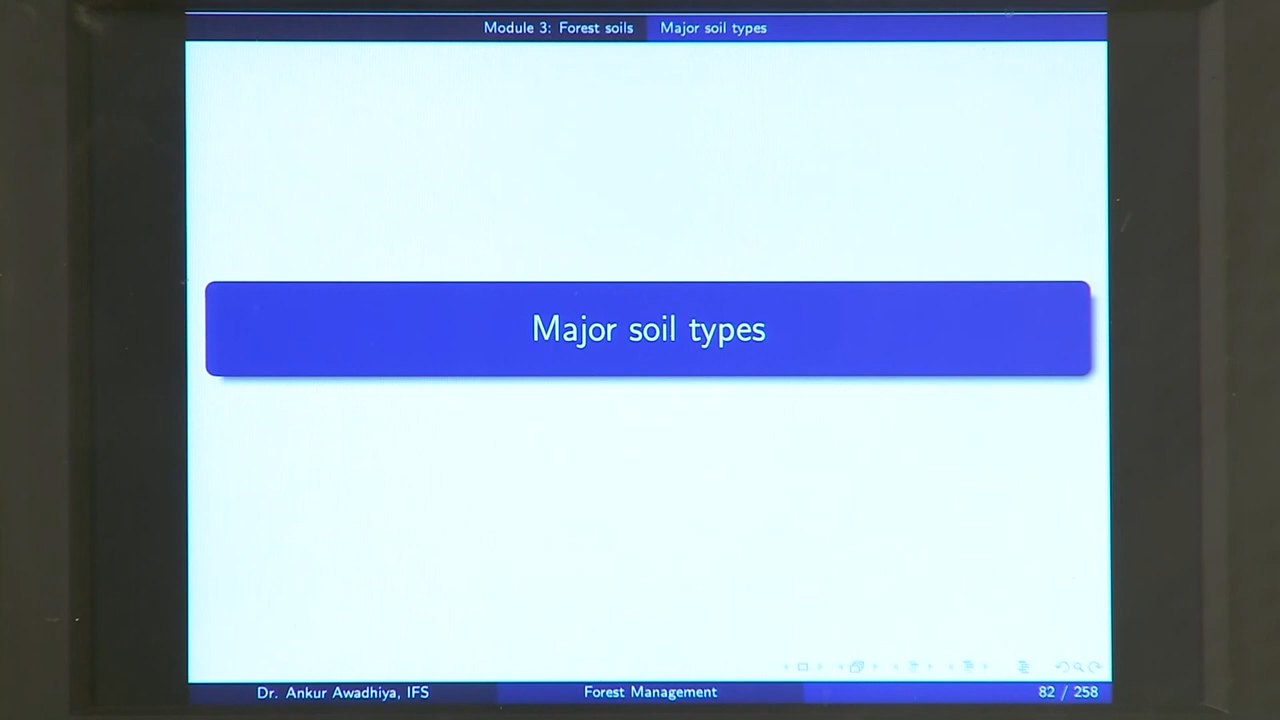 Module 3: Forest soils Major soil types
Major soil types
Dr. Ankur Awadhiya, IFS Forest Management 82 / 258